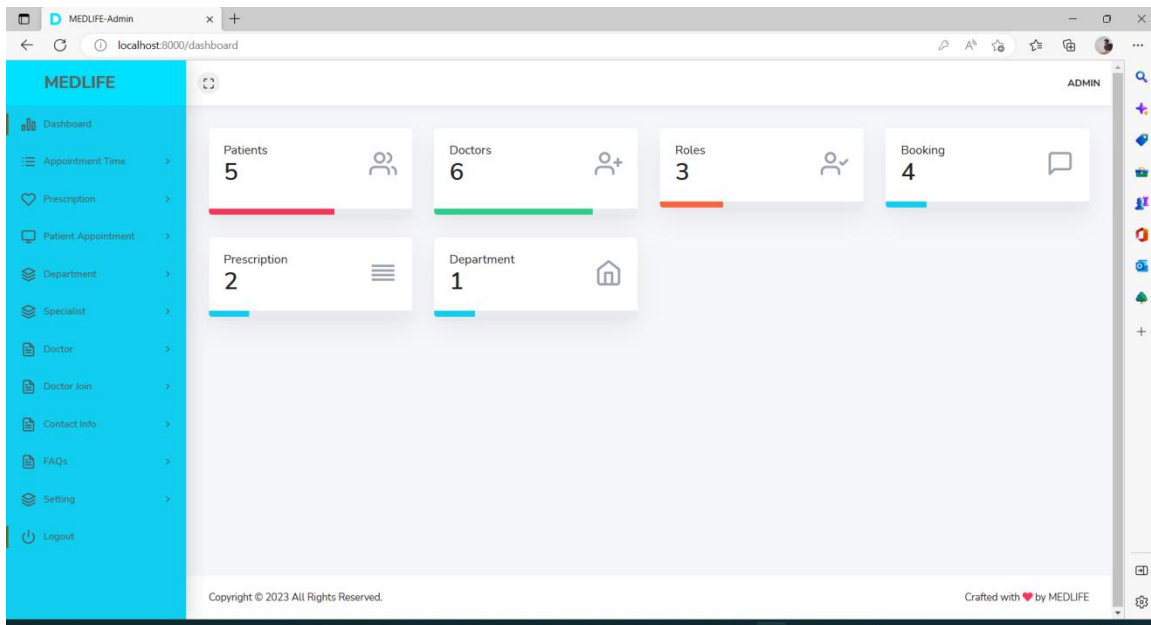 MEDLIFE-Admin
localhost:8000/dashboard
MEDLIFE
ADMIN
Dashboard
Appointment Time
Prescription
Patient Appointment
Department
Specialist
Doctor
Doctor Join
Contact Info
FAQs
Setting
Logout
Patients
5
Doctors
6
Roles
3
Booking
4
Prescription
2
Department
1
Copyright © 2023 All Rights Reserved.
Crafted with ❤ by MEDLIFE